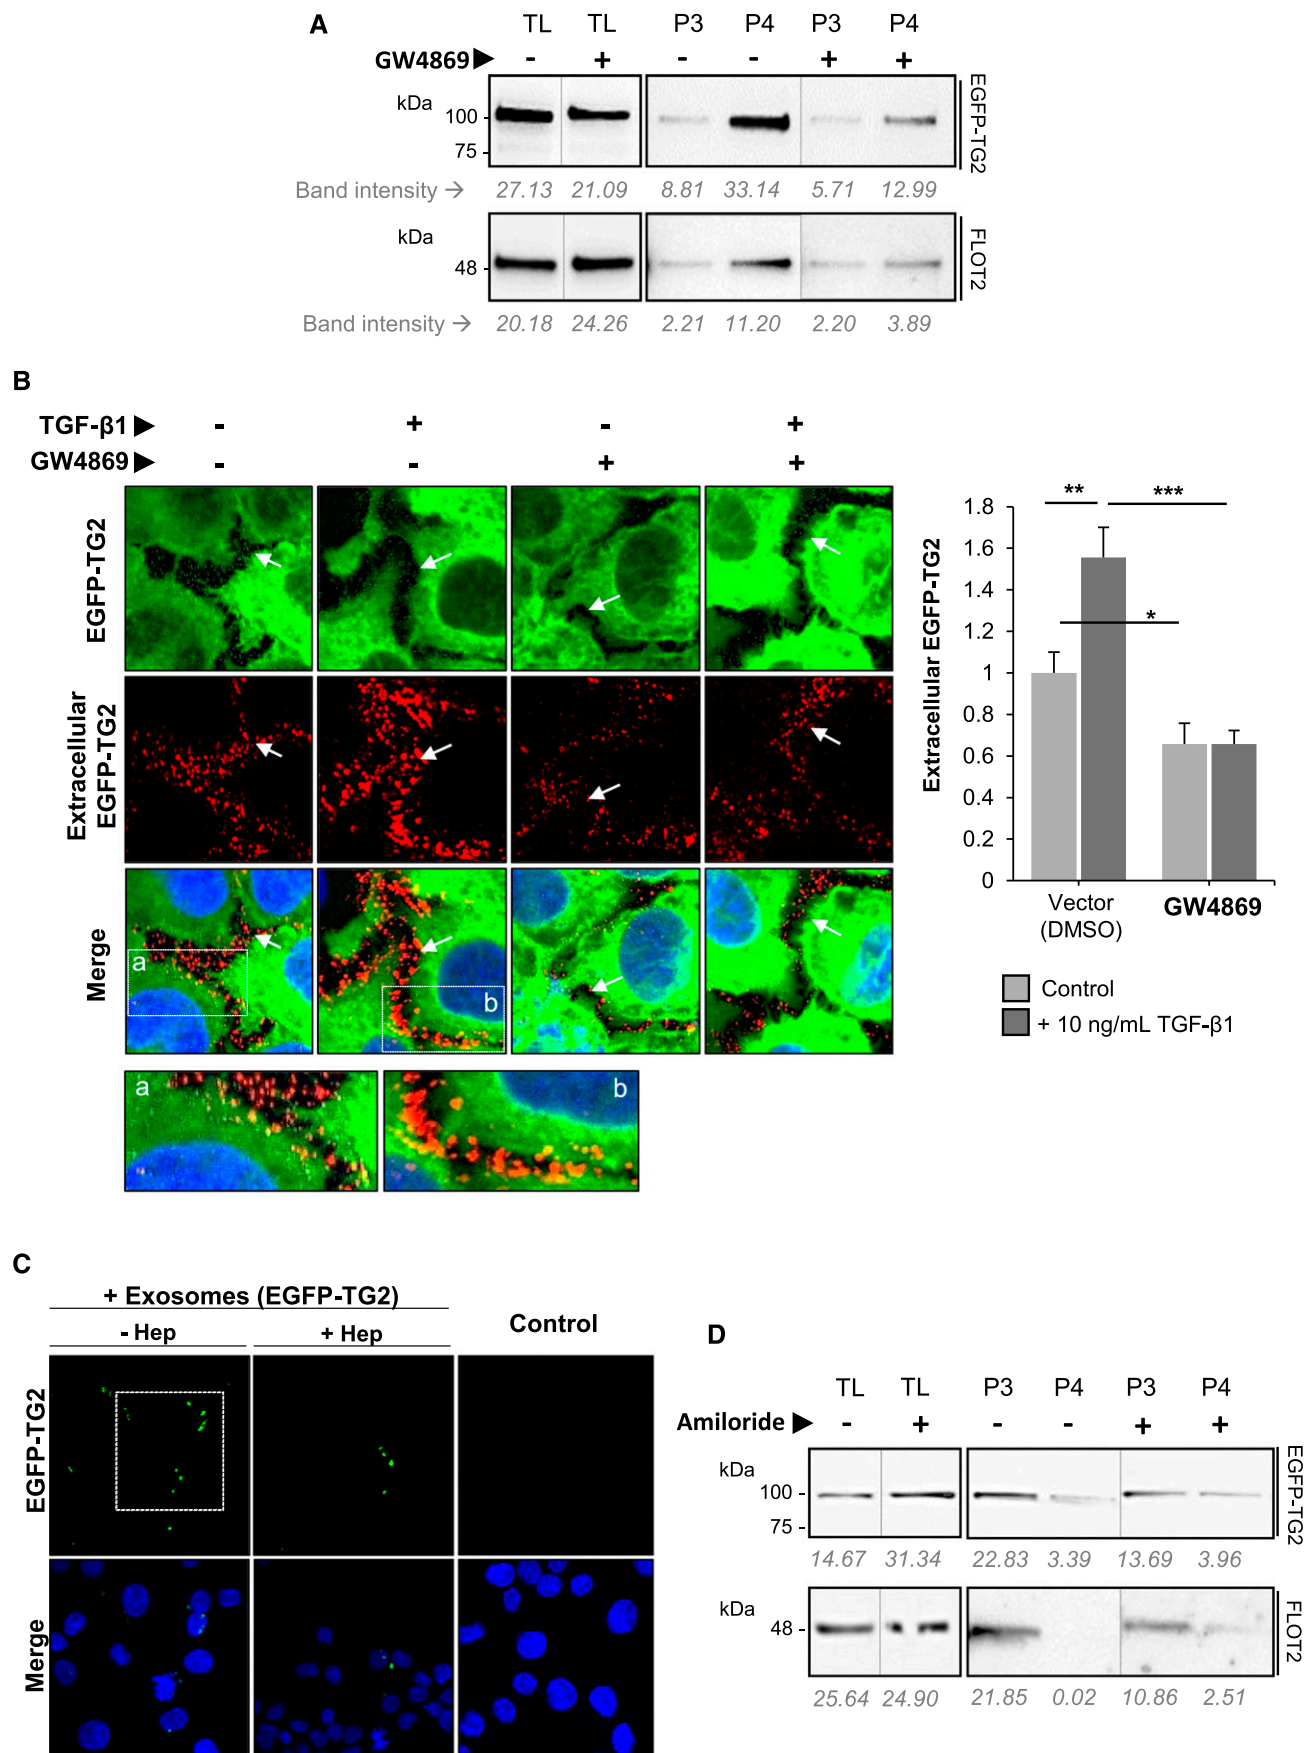 A
TL TL P3 P4 P3 P4
GW4869 ▶ - + - - + +
kDa
100
75
EGFP-TG2
Band intensity → 27.13 21.09 8.81 33.14 5.71 12.99
kDa
48
FLOT2
Band intensity → 20.18 24.26 2.21 11.20 2.20 3.89
B
TGF-β1 ▶ - + - +
GW4869 ▶ - - + +
EGFP-TG2
Extracellular
EGFP-TG2
Merge
a
b
a
b
Extracellular EGFP-TG2
1.8
1.6
1.4
1.2
1
0.8
0.6
0.4
0.2
0
** ***
*
Vector
(DMSO)
GW4869
Control
+ 10 ng/mL TGF-β1
C
+ Exosomes (EGFP-TG2)
- Hep + Hep Control
EGFP-TG2
Merge
D
TL TL P3 P4 P3 P4
Amiloride ▶ - + - - + +
kDa
100
75
EGFP-TG2
14.67 31.34 22.83 3.39 13.69 3.96
kDa
48
FLOT2
25.64 24.90 21.85 0.02 10.86 2.51